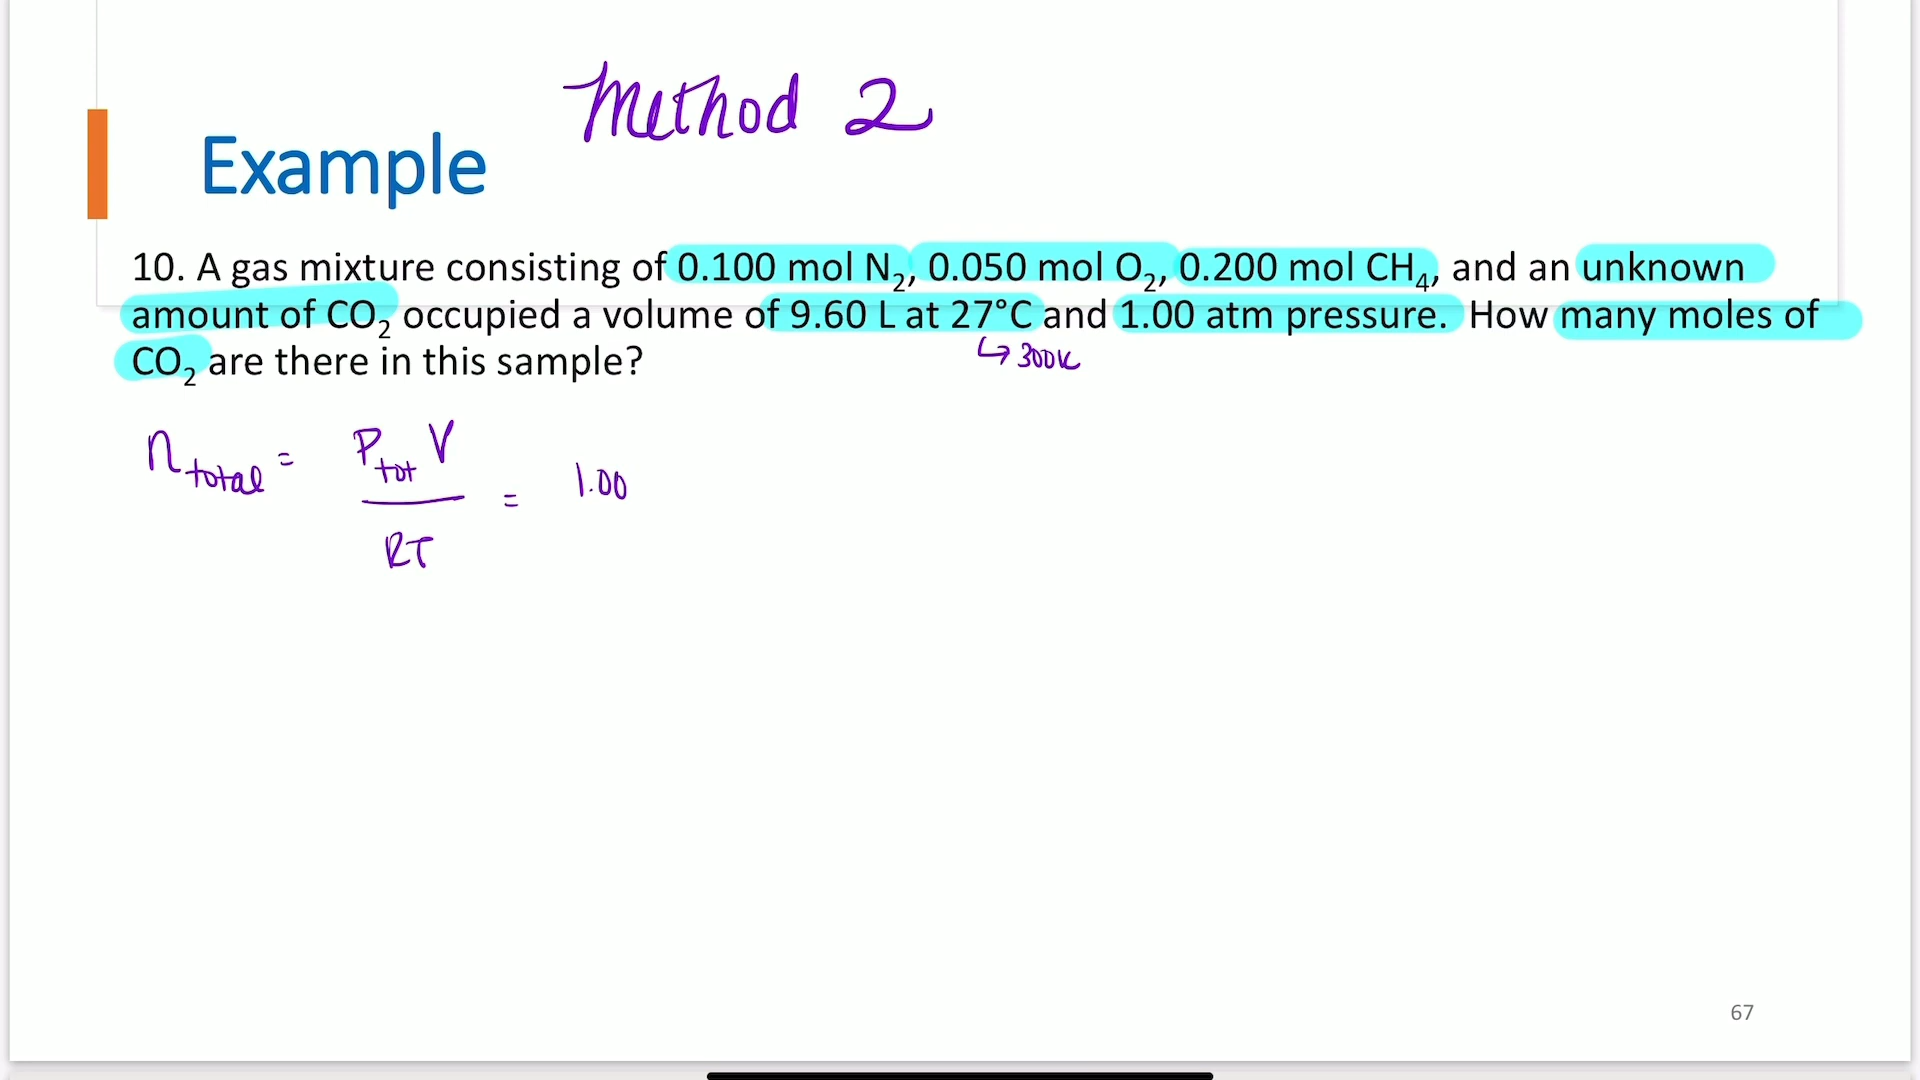 Method 2
Example
10. A gas mixture consisting of 0.100 mol N₂, 0.050 mol O₂, 0.200 mol CH₄, and an unknown
amount of CO₂ occupied a volume of 9.60 L at 27°C and 1.00 atm pressure. How many moles of
CO₂ are there in this sample?
↳ 300K
n_total = P_tot V / RT = 1.00
67